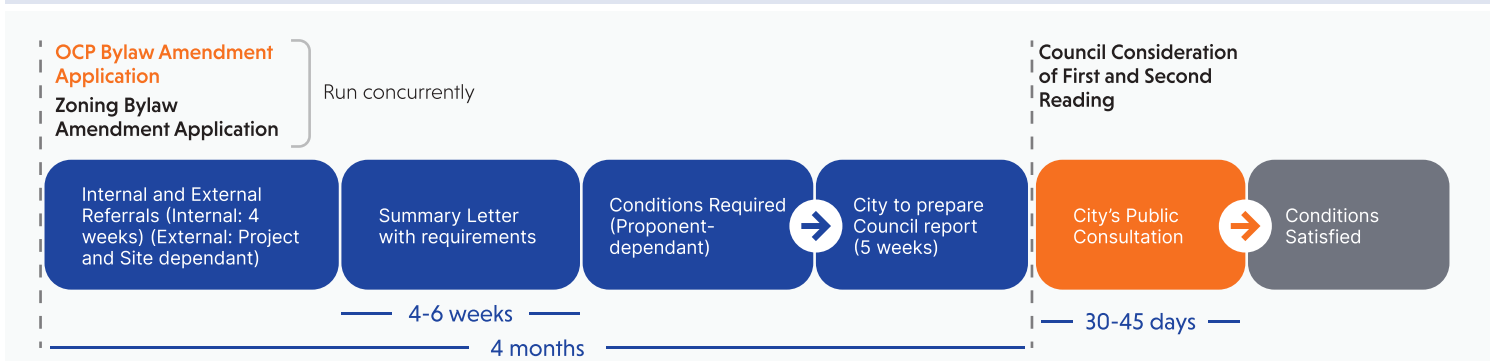 OCP Bylaw Amendment
Application
Zoning Bylaw
Amendment Application
Run concurrently
Council Consideration
of First and Second
Reading
Internal and External
Referrals (Internal: 4
weeks) (External: Project
and Site dependant)
Summary Letter
with requirements
Conditions Required
(Proponent-
dependant)
City to prepare
Council report
(5 weeks)
City’s Public
Consultation
Conditions
Satisfied
4-6 weeks
30-45 days
4 months